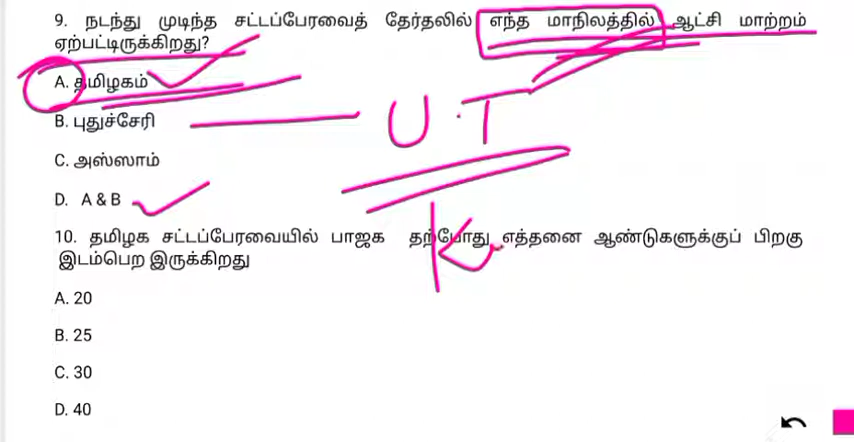 9. நடந்து முடிந்த சட்டப்பேரவைத் தேர்தலில் எந்த மாநிலத்தில் ஆட்சி மாற்றம்
ஏற்பட்டிருக்கிறது?
A. தமிழகம்
B. புதுச்சேரி
U.T
C. அஸ்ஸாம்
D. A & B
10. தமிழக சட்டப்பேரவையில் பாஜக தற்போது எத்தனை ஆண்டுகளுக்குப் பிறகு
இடம்பெற இருக்கிறது
A. 20
B. 25
C. 30
D. 40